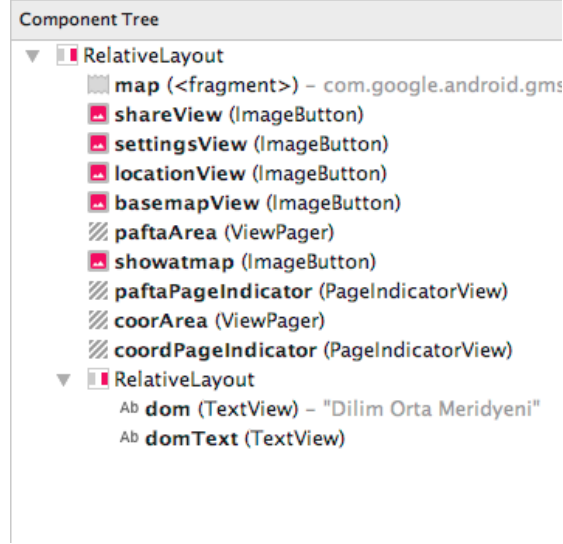 Component Tree
RelativeLayout
map (<fragment>) – com.google.android.gms
shareView (ImageButton)
settingsView (ImageButton)
locationView (ImageButton)
basemapView (ImageButton)
paftaArea (ViewPager)
showatmap (ImageButton)
paftaPageIndicator (PageIndicatorView)
coorArea (ViewPager)
coordPageIndicator (PageIndicatorView)
RelativeLayout
Ab dom (TextView) – "Dilim Orta Meridyeni"
Ab domText (TextView)